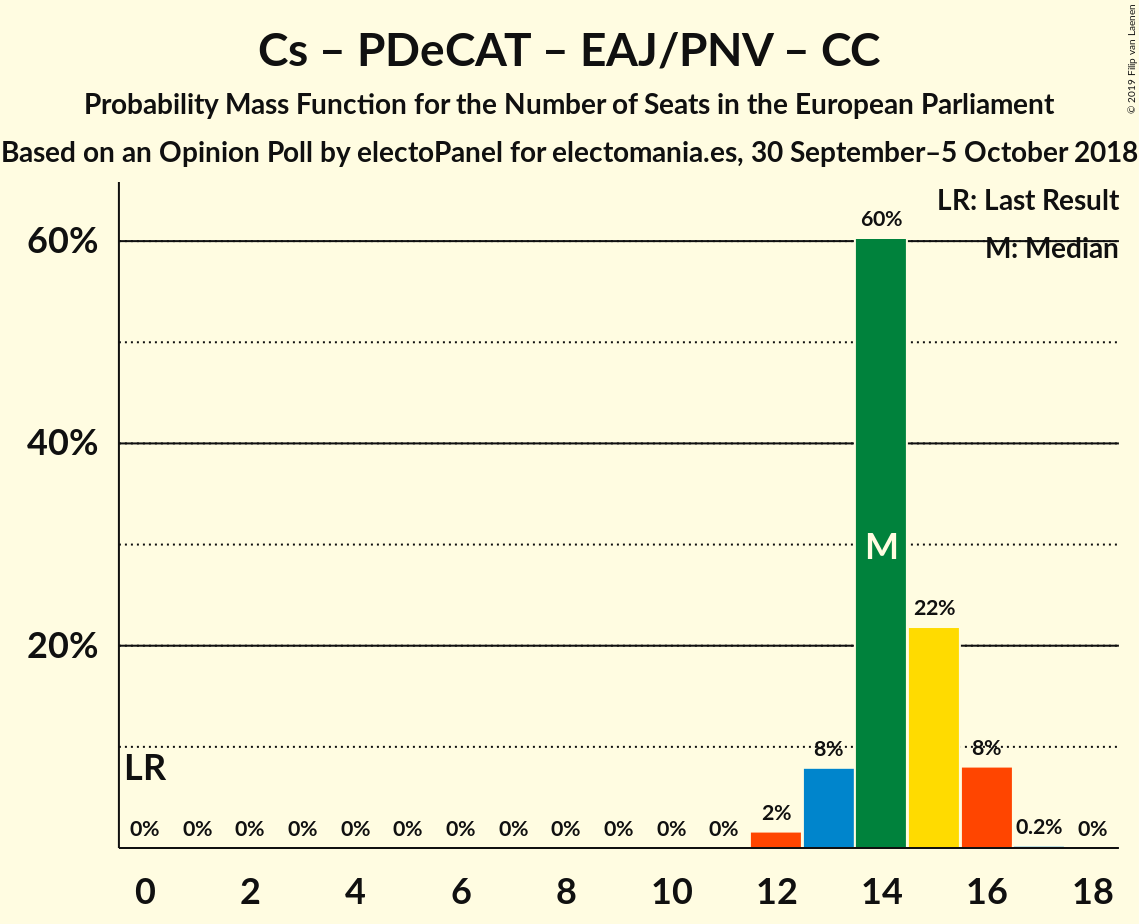 Cs – PDeCAT – EAJ/PNV – CC
Probability Mass Function for the Number of Seats in the European Parliament
Based on an Opinion Poll by electoPanel for electomania.es, 30 September–5 October 2018
© 2019 Filip van Laenen
LR: Last Result
M: Median
60%
40%
20%
60%
M
22%
8%
8%
LR
2%
0% 0% 0% 0% 0% 0% 0% 0% 0% 0% 0% 0% 0.2% 0%
0 2 4 6 8 10 12 14 16 18